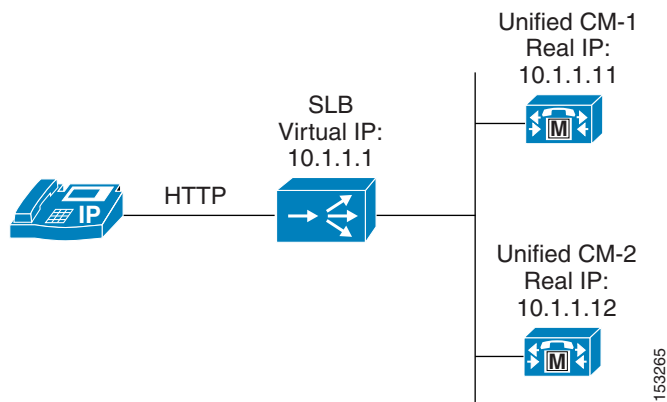 Unified CM-1
Real IP:
10.1.1.11
M
SLB
Virtual IP:
10.1.1.1
HTTP
IP
Unified CM-2
Real IP:
10.1.1.12
M
153265